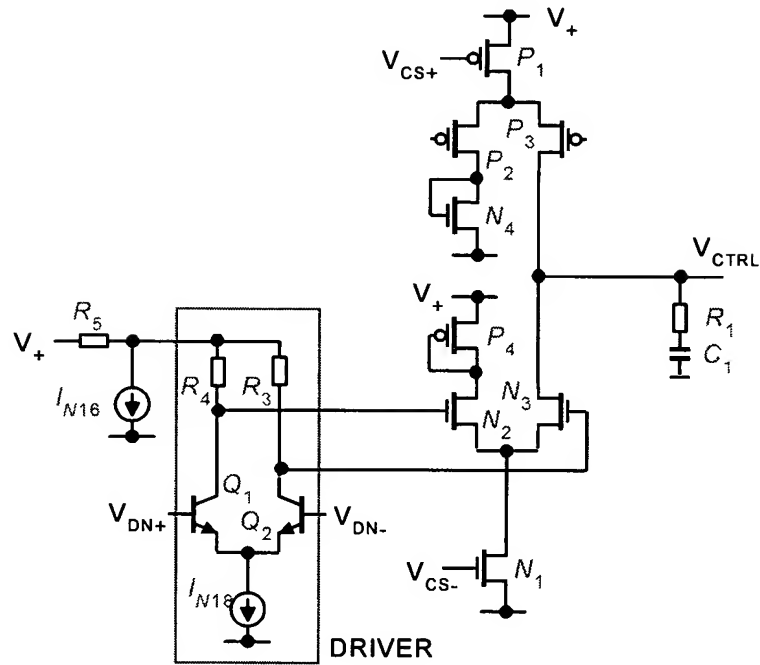 V+
VCS+ P1
P3
P2
N4
VCTRL
V+
R5 P4 R1
V+ C1
R4 R3 N3
IN16 N2
Q1
VDN+ Q2 VDN-
VCS- N1
IN18
DRIVER